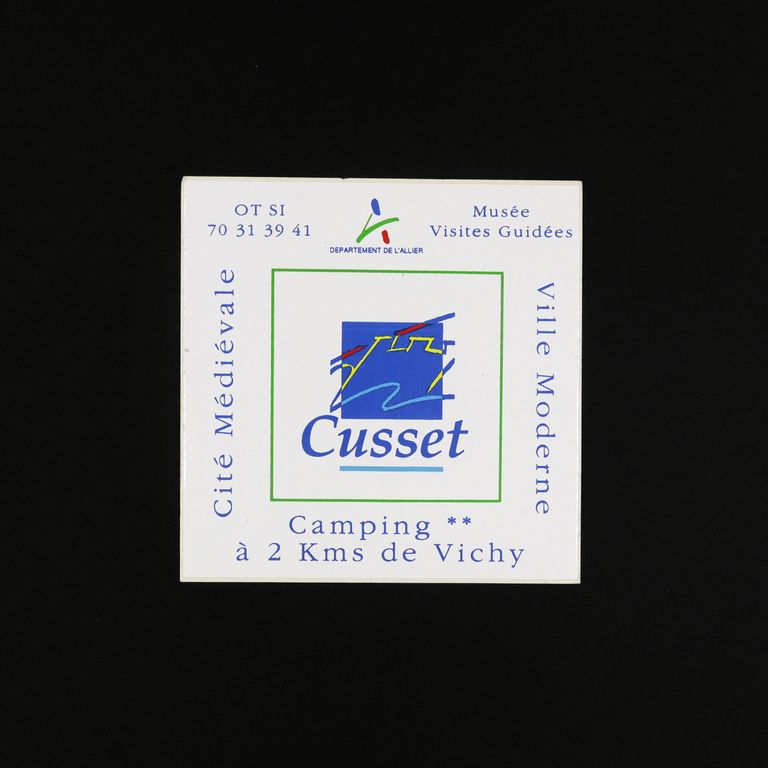 OT SI
70 31 39 41
DEPARTEMENT DE L'ALLIER
Musée
Visites Guidées
Cité Médiévale
Ville Moderne
Cusset
Camping **
à 2 Kms de Vichy